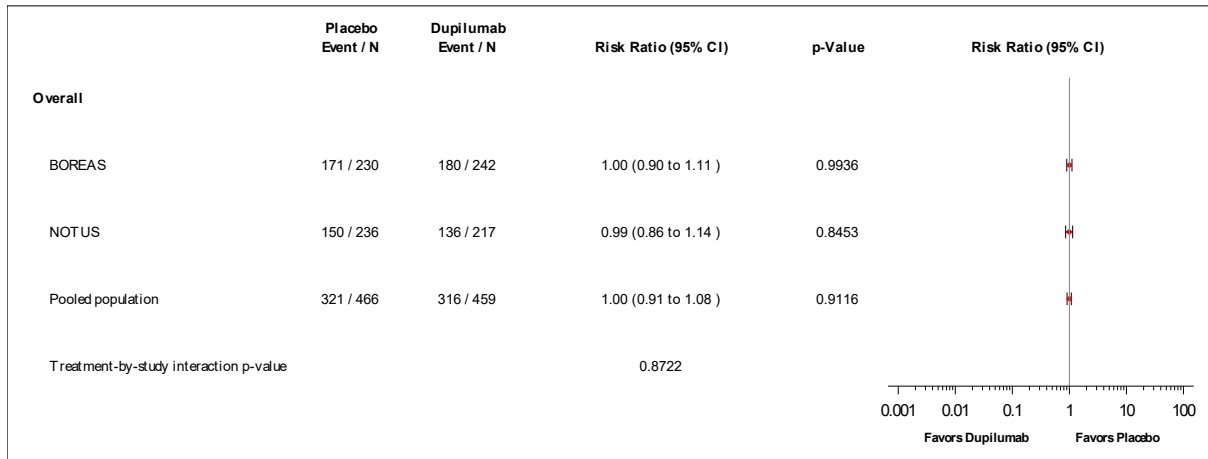 Placebo Dupilumab
Event / N Event / N Risk Ratio (95% CI) p-Value Risk Ratio (95% CI)
Overall
BOREAS 171 / 230 180 / 242 1.00 (0.90 to 1.11 ) 0.9936
NOTUS 150 / 236 136 / 217 0.99 (0.86 to 1.14 ) 0.8453
Pooled population 321 / 466 316 / 459 1.00 (0.91 to 1.08 ) 0.9116
Treatment-by-study interaction p-value 0.8722
0.001 0.01 0.1 1 10 100
Favors Dupilumab Favors Placebo